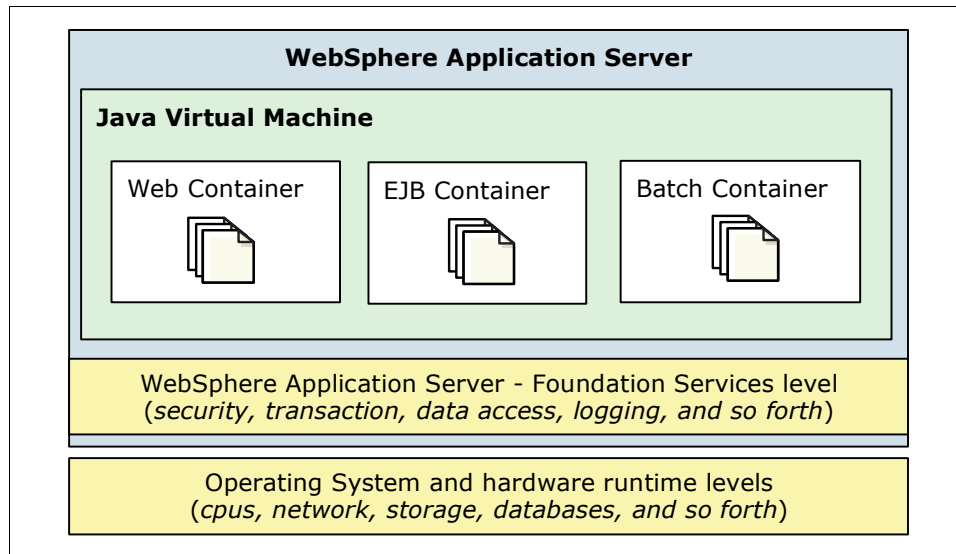 WebSphere Application Server
Java Virtual Machine
Web Container
EJB Container
Batch Container
WebSphere Application Server - Foundation Services level
(security, transaction, data access, logging, and so forth)
Operating System and hardware runtime levels
(cpus, network, storage, databases, and so forth)